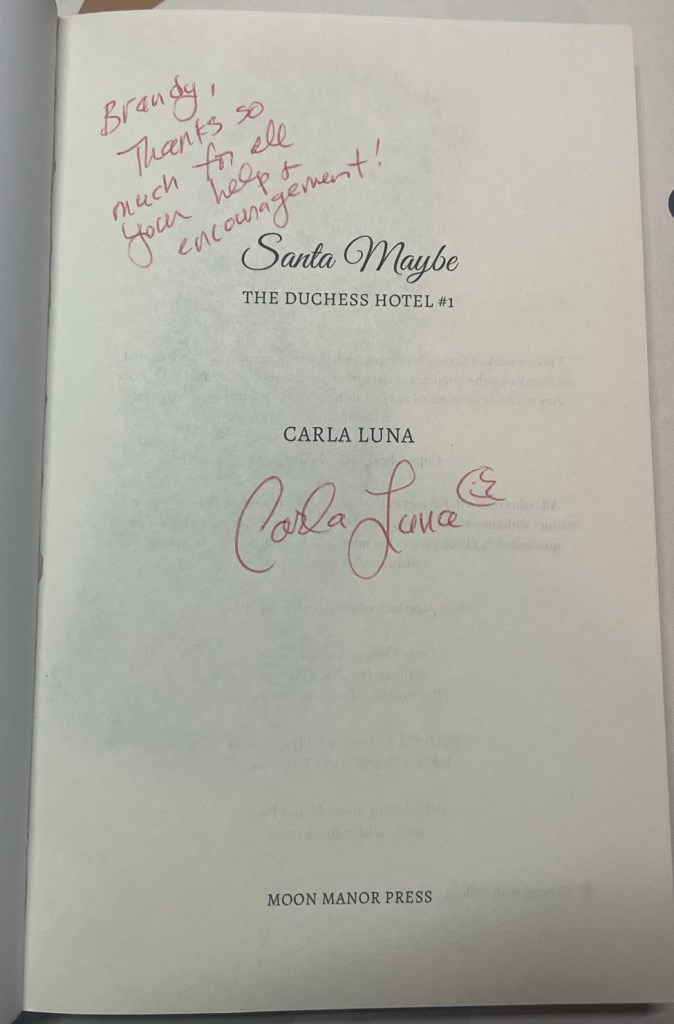 Brandy,
Thanks so
much for all
your help &
encouragement!
Santa Maybe
THE DUCHESS HOTEL #1
CARLA LUNA
Carla Luna
MOON MANOR PRESS